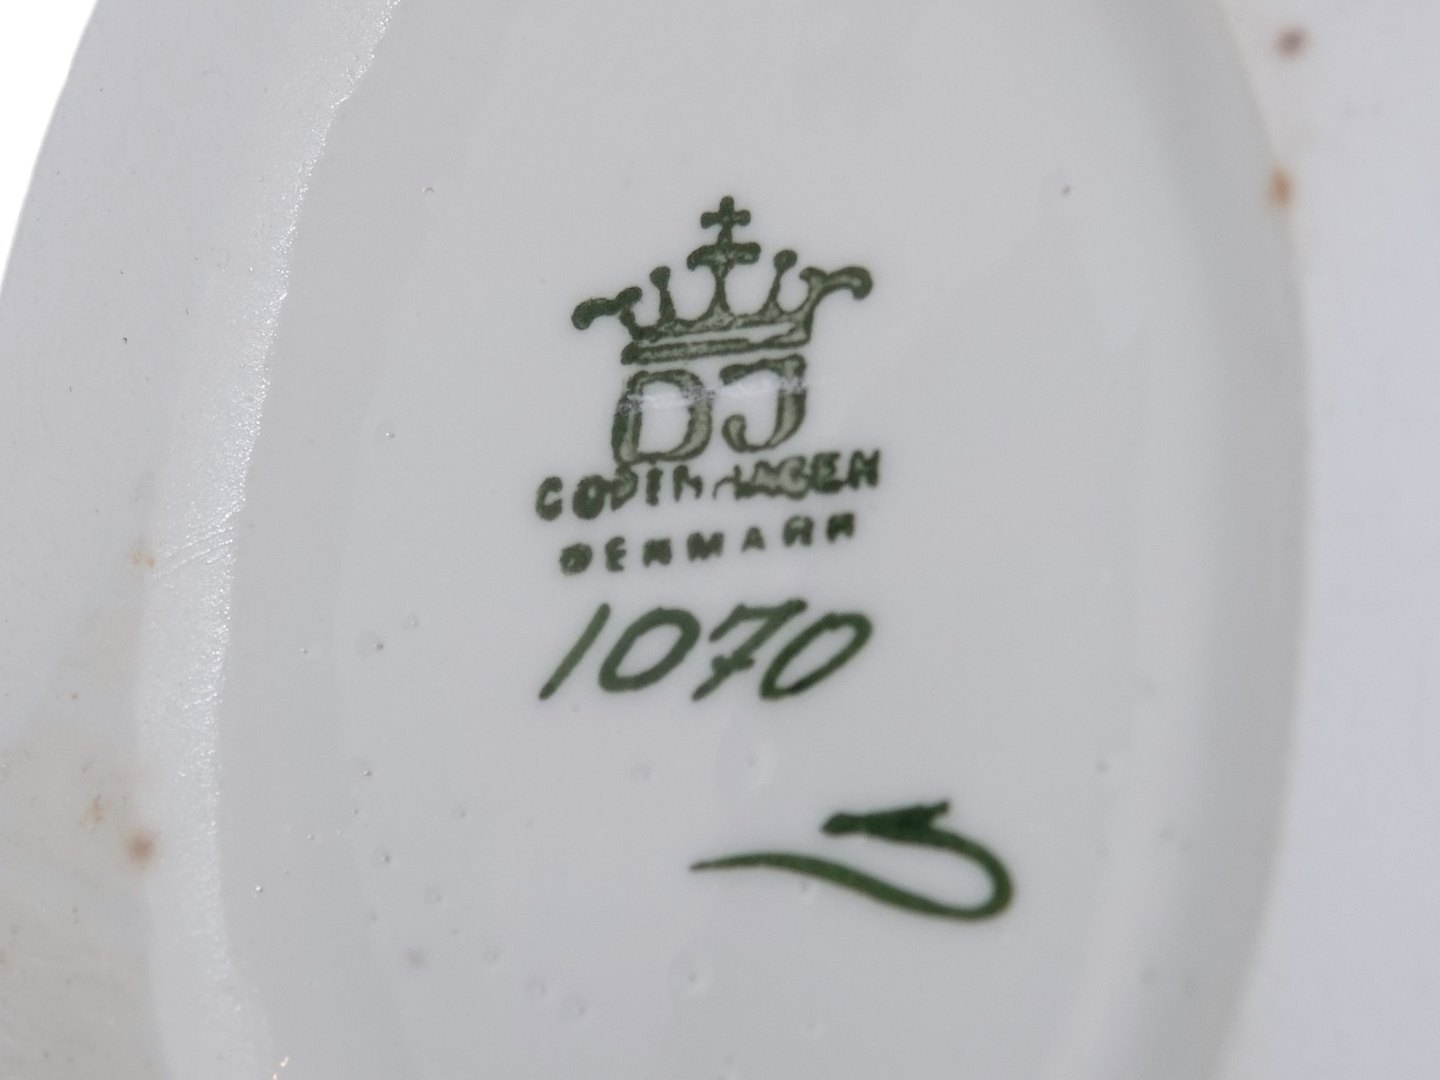 DJ
COPENHAGEN
DENMARK
1070